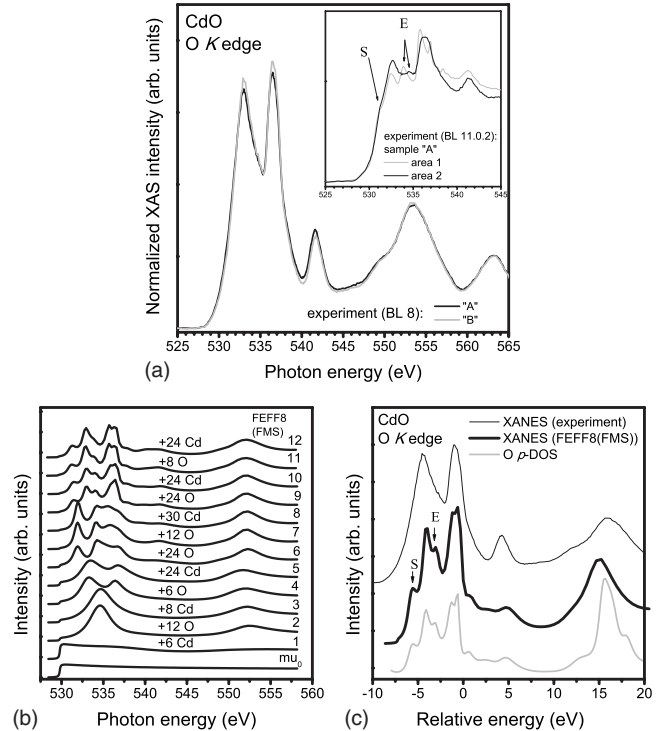 CdO
O K edge
Normalized XAS intensity (arb. units)
S
E
experiment (BL 11.0.2):
sample "A"
area 1
area 2
525 530 535 540 545
experiment (BL 8):
"A"
"B"
525 530 535 540 545 550 555 560 565
Photon energy (eV)
(a)
Intensity (arb. units)
FEFF8
(FMS)
+24 Cd 12
+8 O 11
+24 Cd 10
+24 O 9
+30 Cd 8
+12 O 7
+24 O 6
+24 Cd 5
+6 O 4
+8 Cd 3
+12 O 2
+6 Cd 1
mu0
530 535 540 545 550 555 560
Photon energy (eV)
(b)
CdO
O K edge
XANES (experiment)
XANES (FEFF8(FMS))
O p-DOS
Intensity (arb. units)
S
E
-10 -5 0 5 10 15 20
Relative energy (eV)
(c)